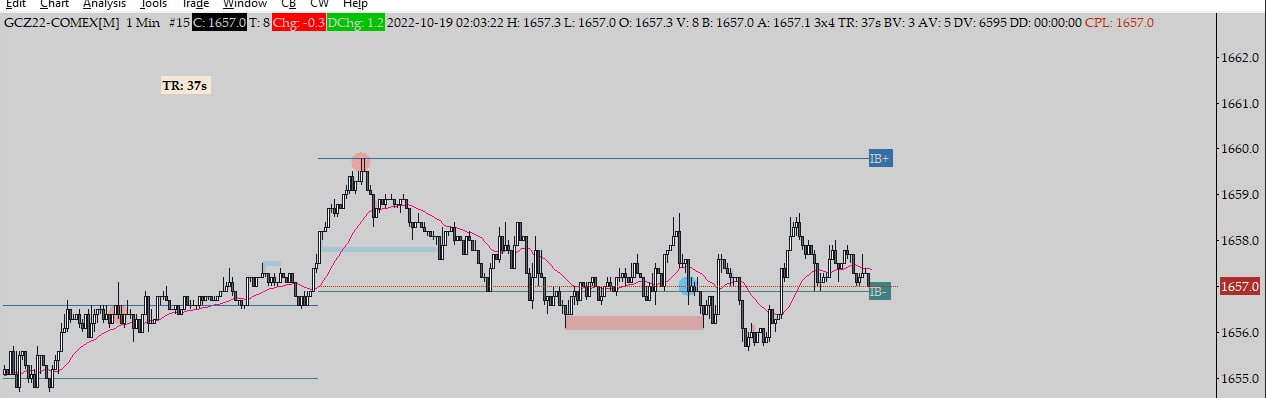 Edit Chart Analysis Tools Trade Window CB CW Help
GCZ22-COMEX[M] 1 Min #15 C: 1657.0 T: 8 Chg: -0.3 DChg: 1.2 2022-10-19 02:03:22 H: 1657.3 L: 1657.0 O: 1657.3 V: 8 B: 1657.0 A: 1657.1 3x4 TR: 37s BV: 3 AV: 5 DV: 6595 DD: 00:00:00 CPL: 1657.0
1662.0
TR: 37s
1661.0
1660.0
IB+
1659.0
1658.0
1657.0
IB-
1656.0
1655.0